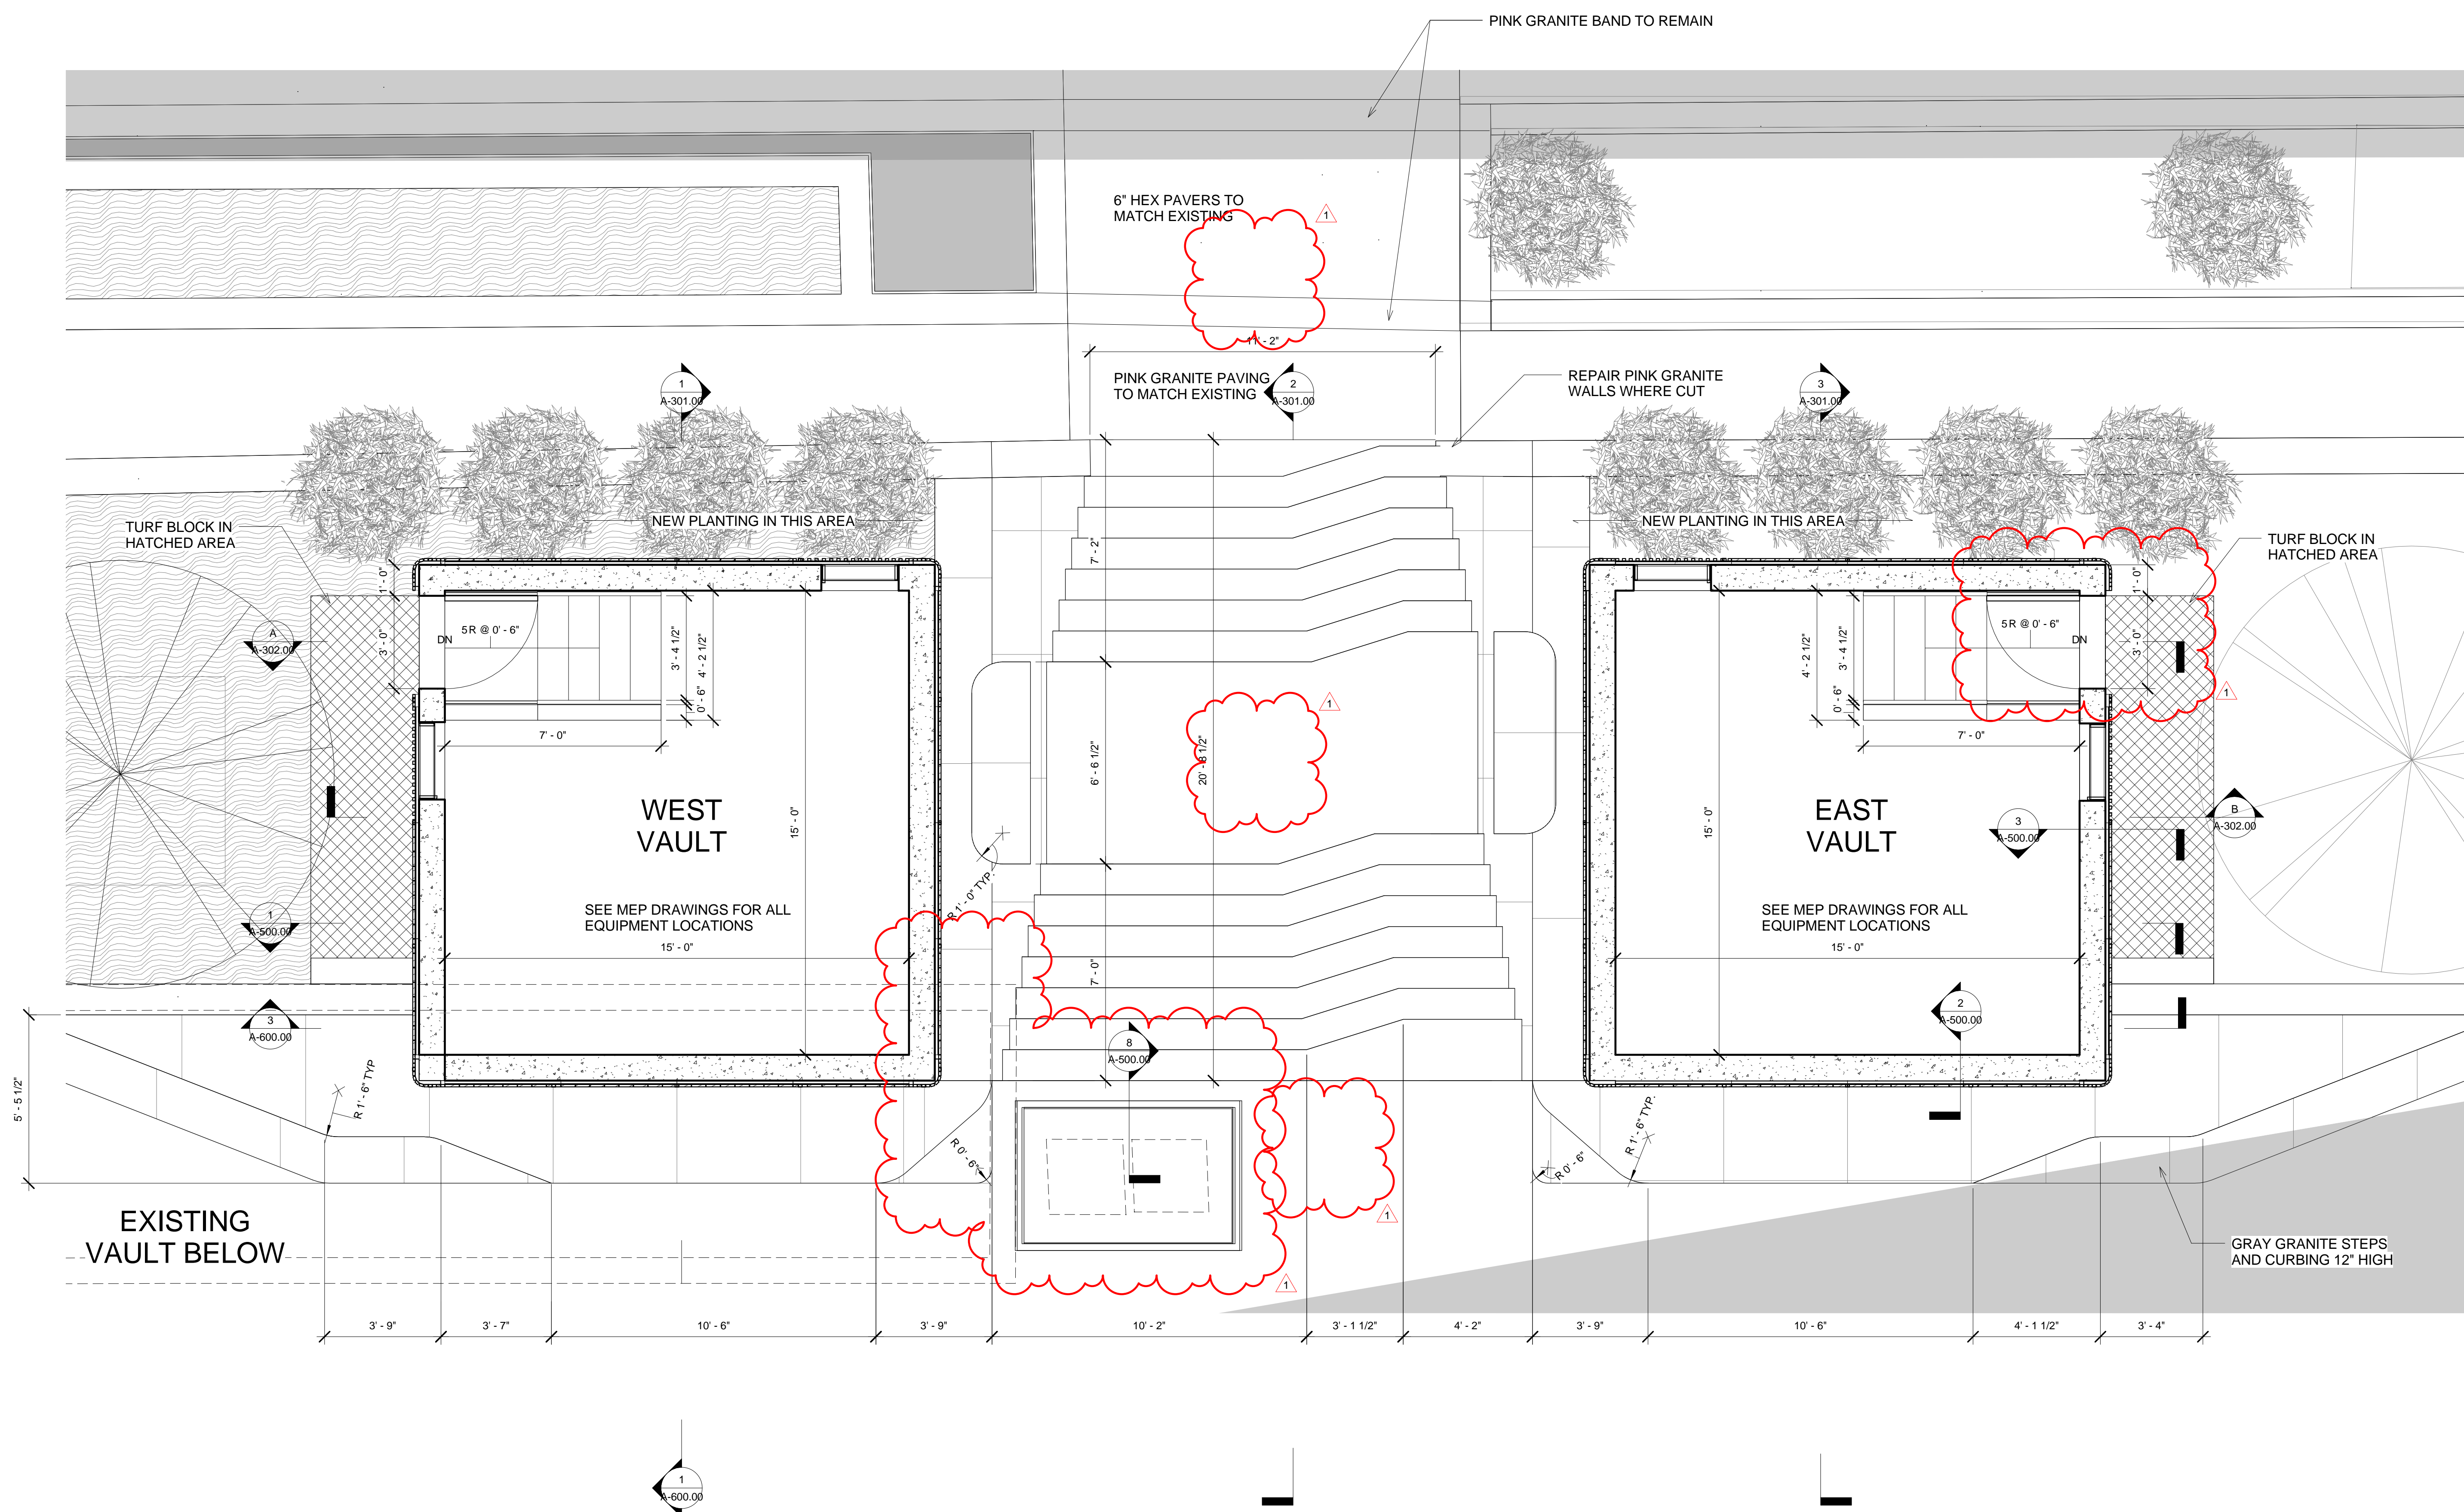 PINK GRANITE BAND TO REMAIN
6" HEX PAVERS TO
MATCH EXISTING
1
11' - 2"
PINK GRANITE PAVING
TO MATCH EXISTING
1
A-301.00
2
A-301.00
REPAIR PINK GRANITE
WALLS WHERE CUT
3
A-301.00
TURF BLOCK IN
HATCHED AREA
NEW PLANTING IN THIS AREA
7' - 2"
NEW PLANTING IN THIS AREA
TURF BLOCK IN
HATCHED AREA
1' - 0"
3' - 0"
A
A-302.00
DN
5R @ 0' - 6"
3' - 4 1/2"
4' - 2 1/2"
0' - 6"
7' - 0"
4' - 2 1/2"
3' - 4 1/2"
0' - 6"
5R @ 0' - 6"
DN
1' - 0"
3' - 0"
1
7' - 0"
1
6' - 6 1/2"
20' - 8 1/2"
WEST
VAULT
15' - 0"
15' - 0"
EAST
VAULT
3
A-500.00
B
A-302.00
R 1' - 0" TYP.
SEE MEP DRAWINGS FOR ALL
EQUIPMENT LOCATIONS
15' - 0"
SEE MEP DRAWINGS FOR ALL
EQUIPMENT LOCATIONS
15' - 0"
1
A-500.00
7' - 0"
3
A-600.00
2
A-500.00
8
A-500.00
5' - 5 1/2"
R 1' - 6" TYP.
R 0' - 6"
R 0' - 6"
R 1' - 6" TYP.
1
1
EXISTING
VAULT BELOW
GRAY GRANITE STEPS
AND CURBING 12" HIGH
3' - 9"
3' - 7"
10' - 6"
3' - 9"
10' - 2"
3' - 1 1/2"
4' - 2"
3' - 9"
10' - 6"
4' - 1 1/2"
3' - 4"
1
A-600.00